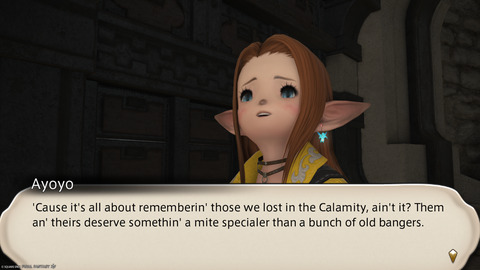 Ayoyo
'Cause it's all about rememberin' those we lost in the Calamity, ain't it? Them
an' theirs deserve somethin' a mite specialer than a bunch of old bangers.